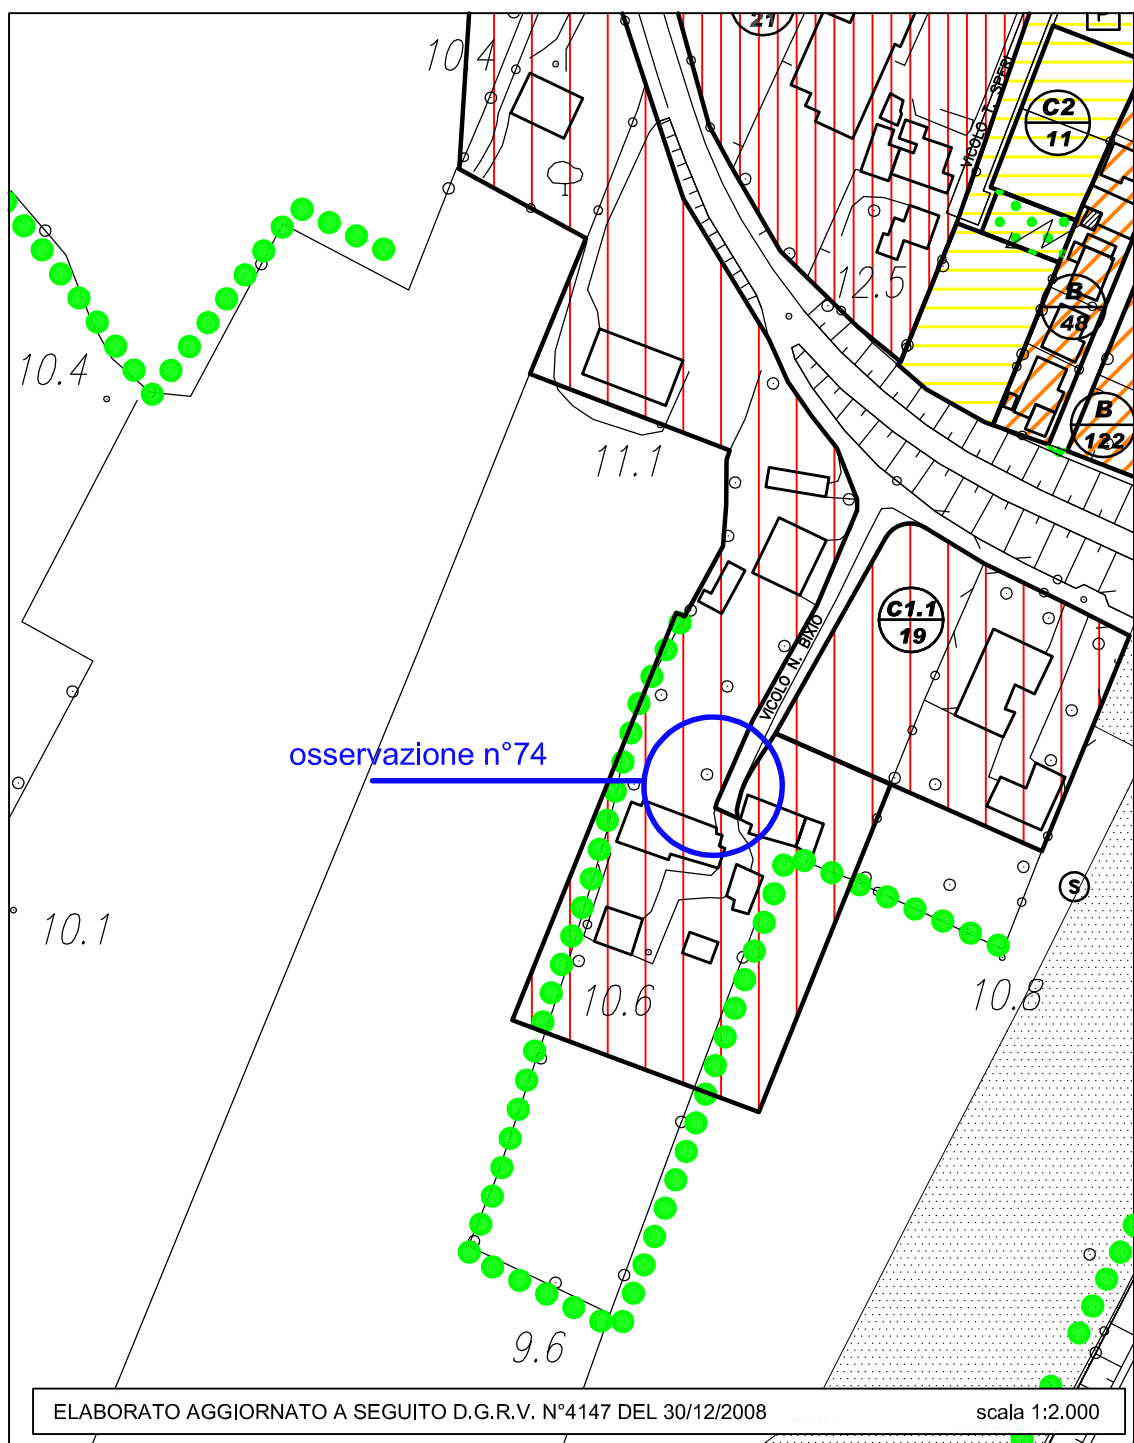 21
P
10.4
VICOLO T. SPERI
C2
11
12.5
B
48
10.4
B
122
11.1
C1.1
19
VICOLO N. BIXIO
osservazione n°74
S
10.1
10.6
10.8
9.6
ELABORATO AGGIORNATO A SEGUITO D.G.R.V. N°4147 DEL 30/12/2008
scala 1:2.000